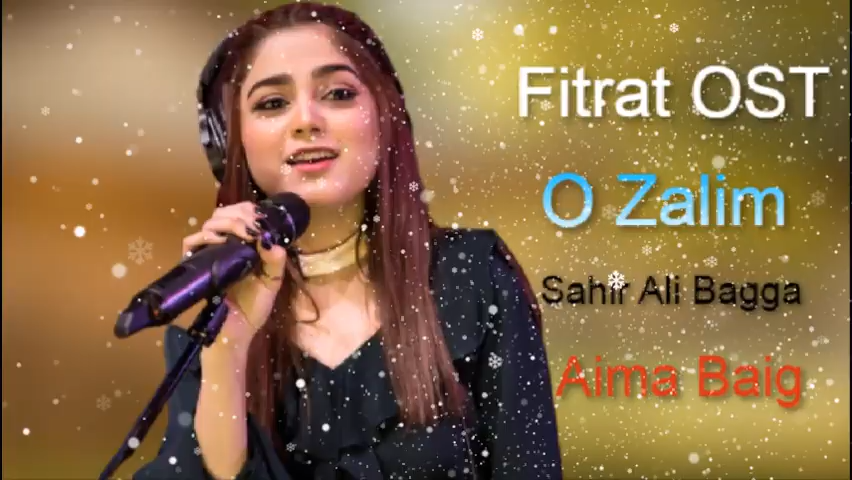 Fitrat OST
O Zalim
Sahir Ali Bagga
Aima Baig